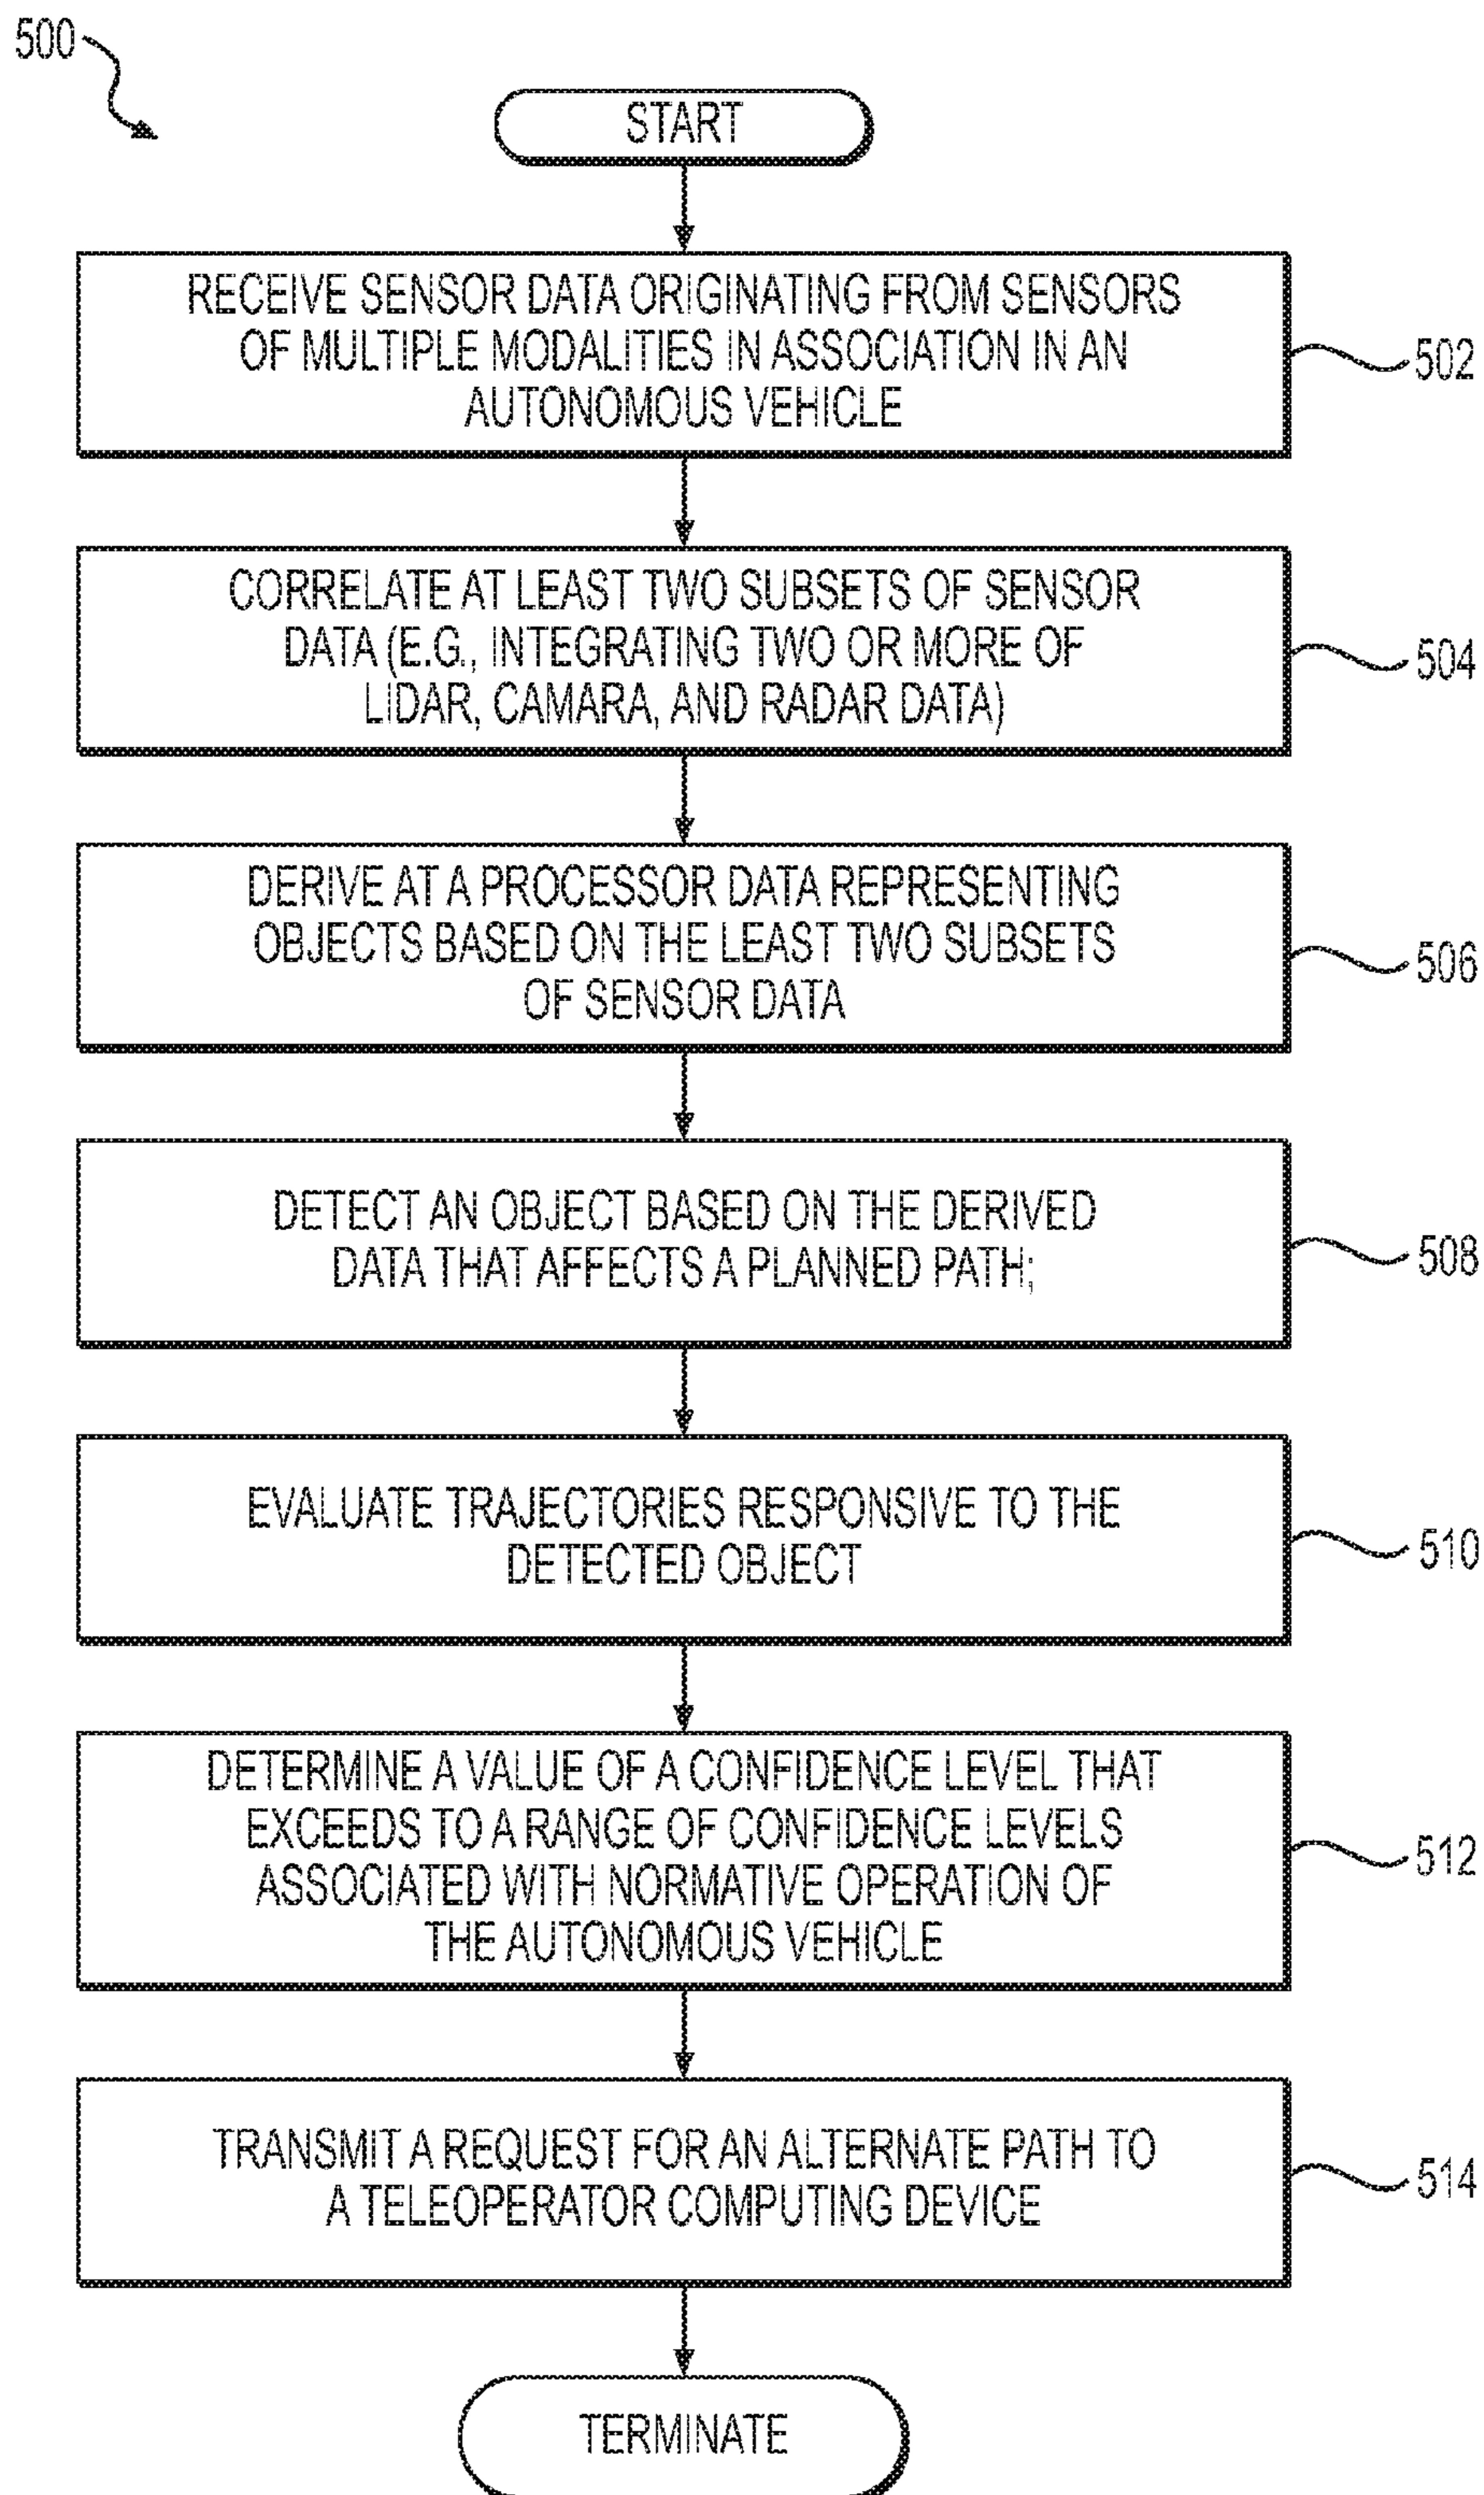 500
START
RECEIVE SENSOR DATA ORIGINATING FROM SENSORS
OF MULTIPLE MODALITIES IN ASSOCIATION IN AN
AUTONOMOUS VEHICLE
502
CORRELATE AT LEAST TWO SUBSETS OF SENSOR
DATA (E.G., INTEGRATING TWO OR MORE OF
LIDAR, CAMARA, AND RADAR DATA)
504
DERIVE AT A PROCESSOR DATA REPRESENTING
OBJECTS BASED ON THE LEAST TWO SUBSETS
OF SENSOR DATA
506
DETECT AN OBJECT BASED ON THE DERIVED
DATA THAT AFFECTS A PLANNED PATH;
508
EVALUATE TRAJECTORIES RESPONSIVE TO THE
DETECTED OBJECT
510
DETERMINE A VALUE OF A CONFIDENCE LEVEL THAT
EXCEEDS TO A RANGE OF CONFIDENCE LEVELS
ASSOCIATED WITH NORMATIVE OPERATION OF
THE AUTONOMOUS VEHICLE
512
TRANSMIT A REQUEST FOR AN ALTERNATE PATH TO
A TELEOPERATOR COMPUTING DEVICE
514
TERMINATE